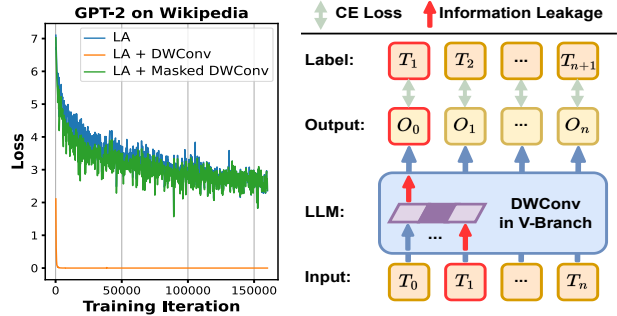 GPT-2 on Wikipedia
LA
LA + DWConv
LA + Masked DWConv
7
6
5
4
3
2
1
0
Loss
0 50000 100000 150000
Training Iteration
CE Loss Information Leakage
Label: T1 T2 ... Tn+1
Output: O0 O1 ... On
LLM: DWConv
in V-Branch
...
Input: T0 T1 ... Tn